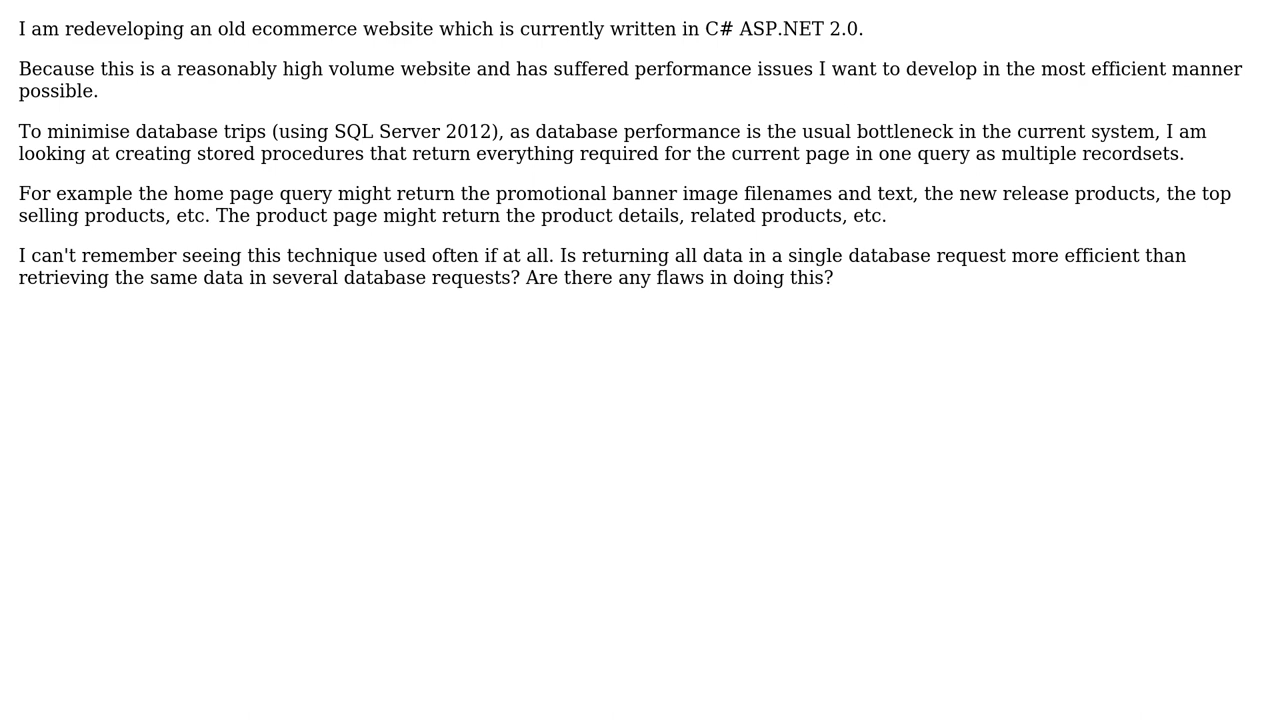 I am redeveloping an old ecommerce website which is currently written in C# ASP.NET 2.0.
Because this is a reasonably high volume website and has suffered performance issues I want to develop in the most efficient manner
possible.
To minimise database trips (using SQL Server 2012), as database performance is the usual bottleneck in the current system, I am
looking at creating stored procedures that return everything required for the current page in one query as multiple recordsets.
For example the home page query might return the promotional banner image filenames and text, the new release products, the top
selling products, etc. The product page might return the product details, related products, etc.
I can't remember seeing this technique used often if at all. Is returning all data in a single database request more efficient than
retrieving the same data in several database requests? Are there any flaws in doing this?